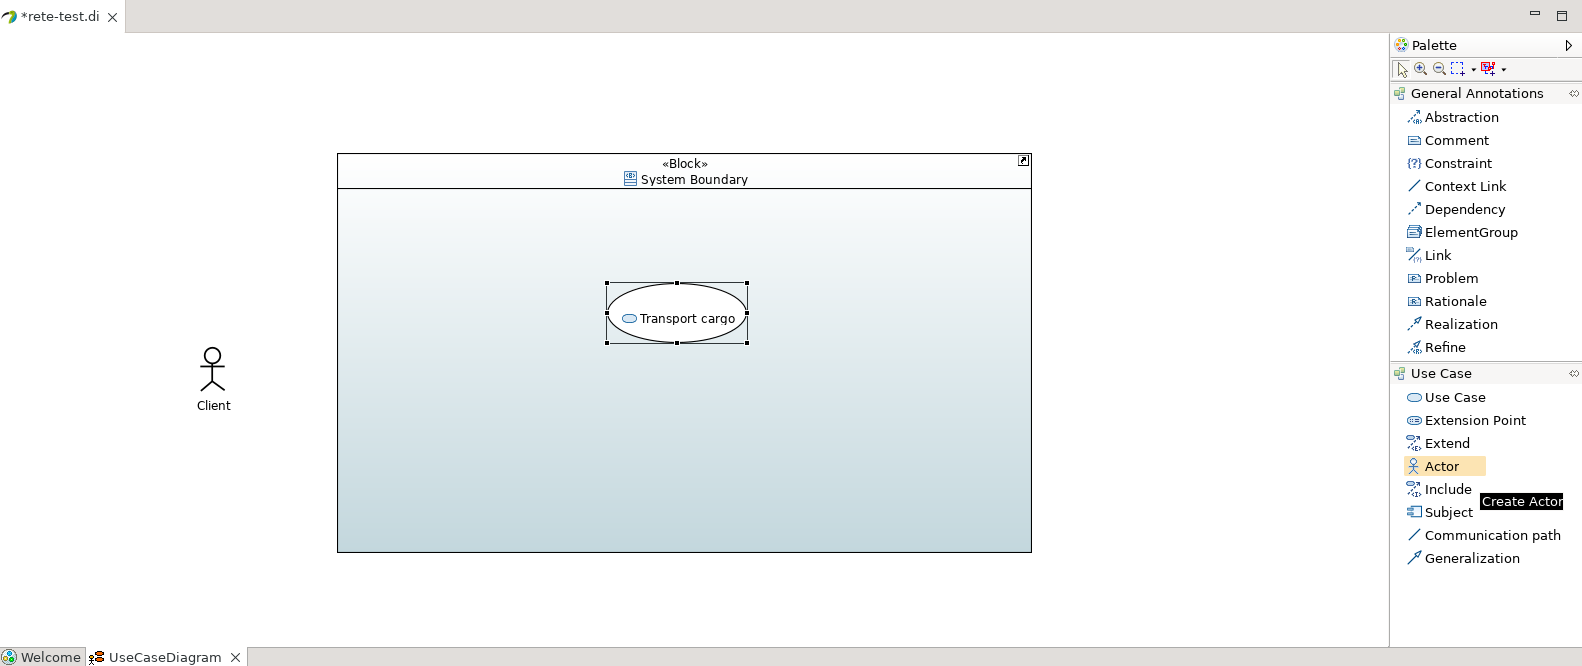 *rete-test.di
Palette
General Annotations
Abstraction
Comment
Constraint
Context Link
Dependency
ElementGroup
Link
Problem
Rationale
Realization
Refine
Use Case
Use Case
Extension Point
Extend
Actor
Include
Create Actor
Subject
Communication path
Generalization
«Block»
System Boundary
Transport cargo
Client
Welcome
UseCaseDiagram